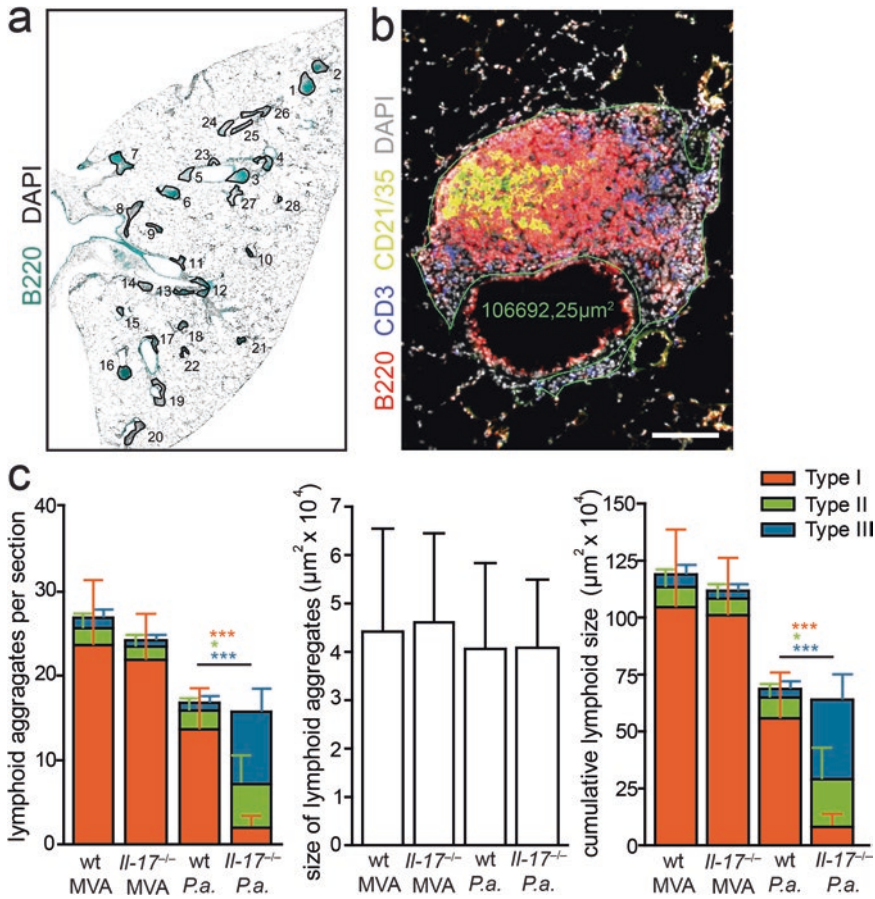 a
B220 DAPI
1
2
3
4
5
6
7
8
9
10
11
12
13
14
15
16
17
18
19
20
21
22
23
24
25
26
27
28
b
B220 CD3 CD21/35 DAPI
106692,25µm²
c
Type I
Type II
Type III
lymphoid aggragates per section
40
30
20
10
0
***
*
***
wt MVA
Il-17⁻/⁻ MVA
wt P.a.
Il-17⁻/⁻ P.a.
size of lymphoid aggregates (µm² x 10⁴)
7
6
5
4
3
2
1
0
wt MVA
Il-17⁻/⁻ MVA
wt P.a.
Il-17⁻/⁻ P.a.
cumulative lymphoid size (µm² x 10⁴)
150
125
100
75
50
25
0
***
*
***
wt MVA
Il-17⁻/⁻ MVA
wt P.a.
Il-17⁻/⁻ P.a.